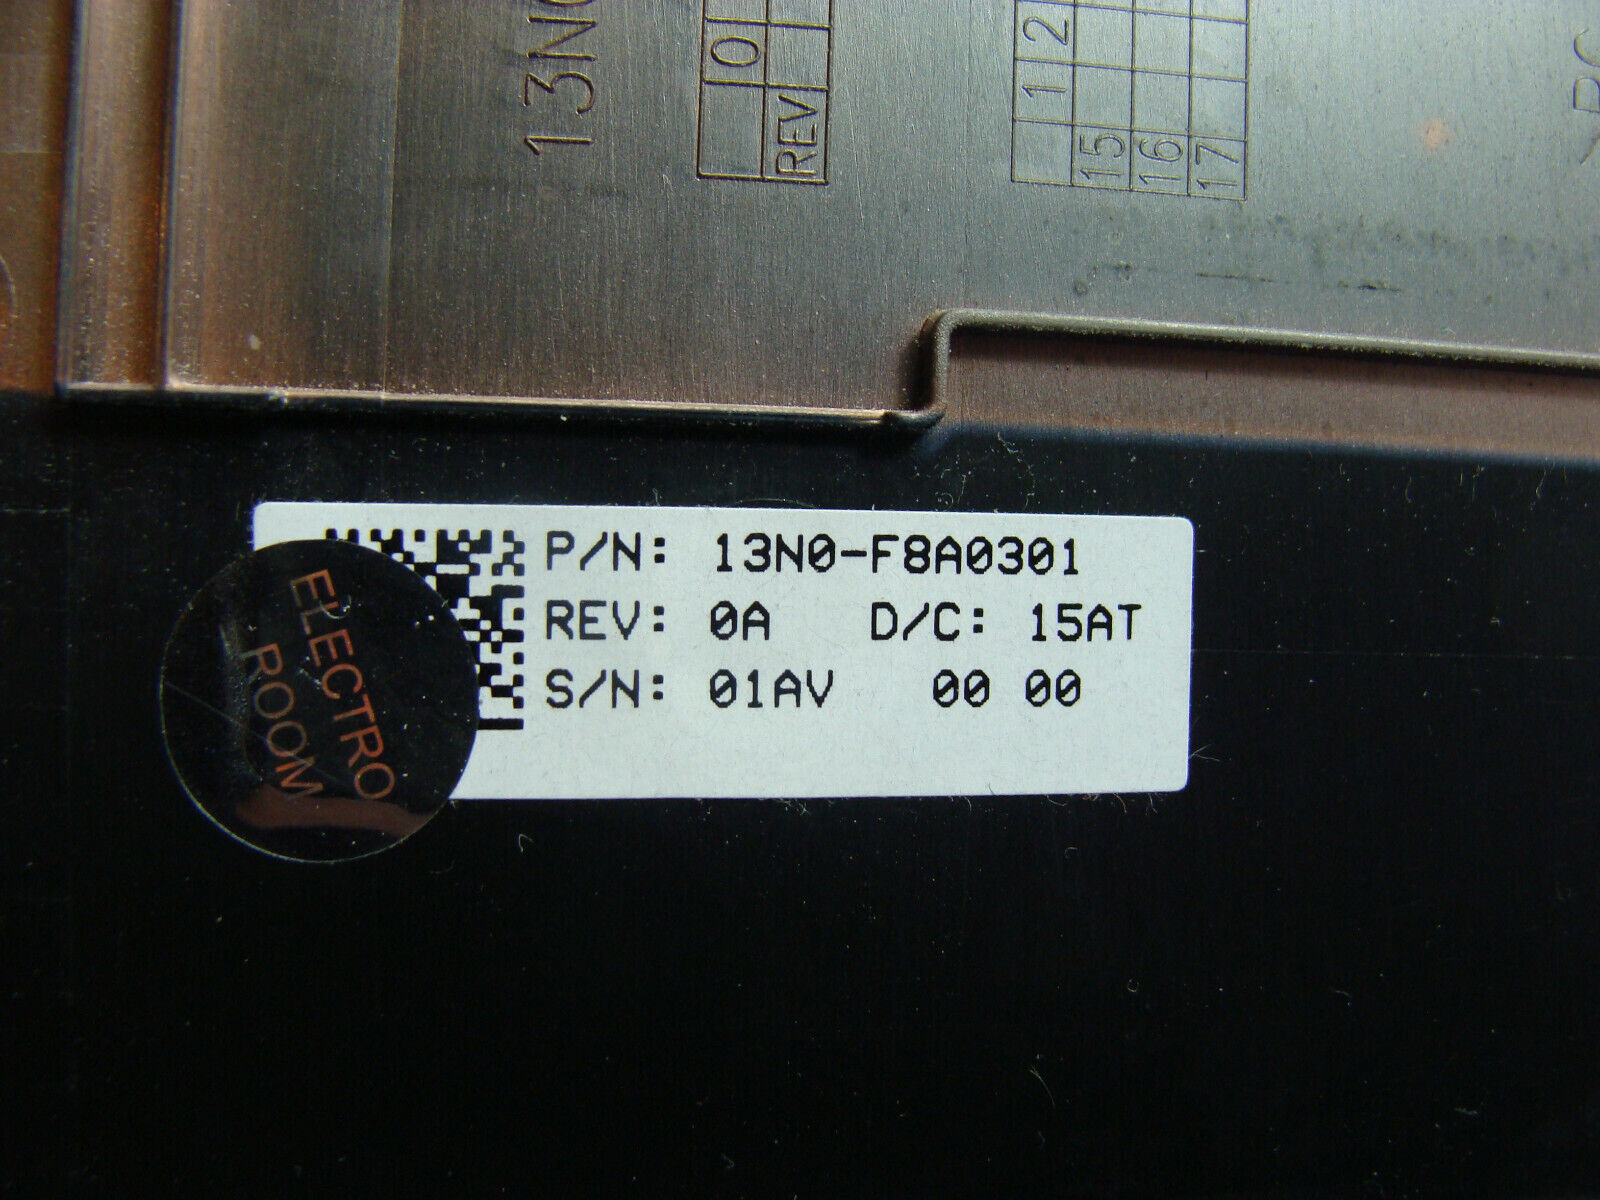 13N0
0
REV
1 2
15
16
17
P/N: 13N0-F8A0301
REV: 0A D/C: 15AT
S/N: 01AV 00 00
ELECTRO
ROOM